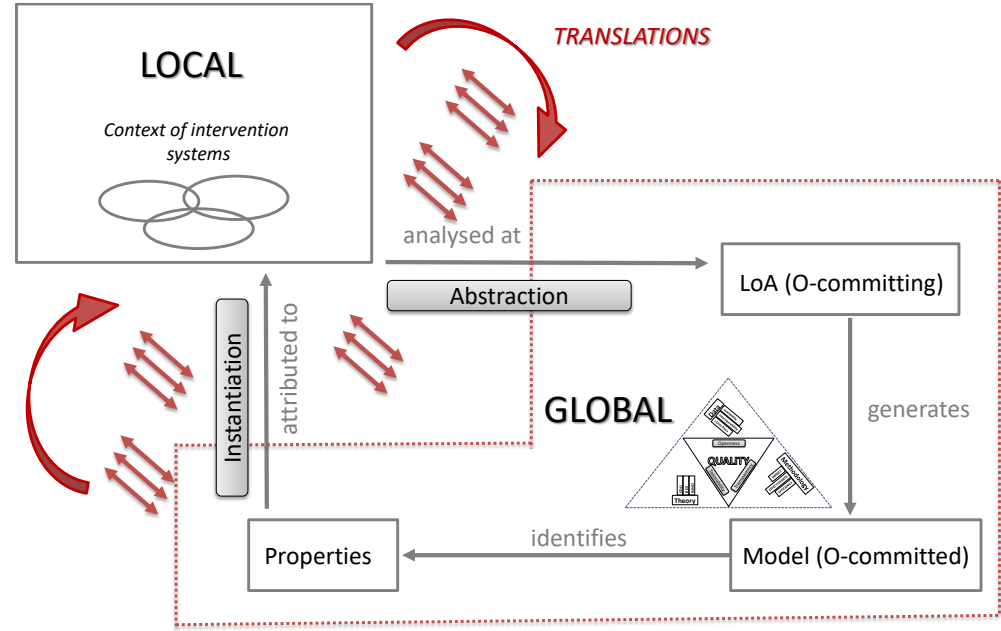 TRANSLATIONS
LOCAL
Context of intervention
systems
analysed at
Abstraction
LoA (O-committing)
Instantiation
attributed to
GLOBAL
generates
Data
Openness
QUALITY
Methodology
Theory
identifies
Properties
Model (O-committed)